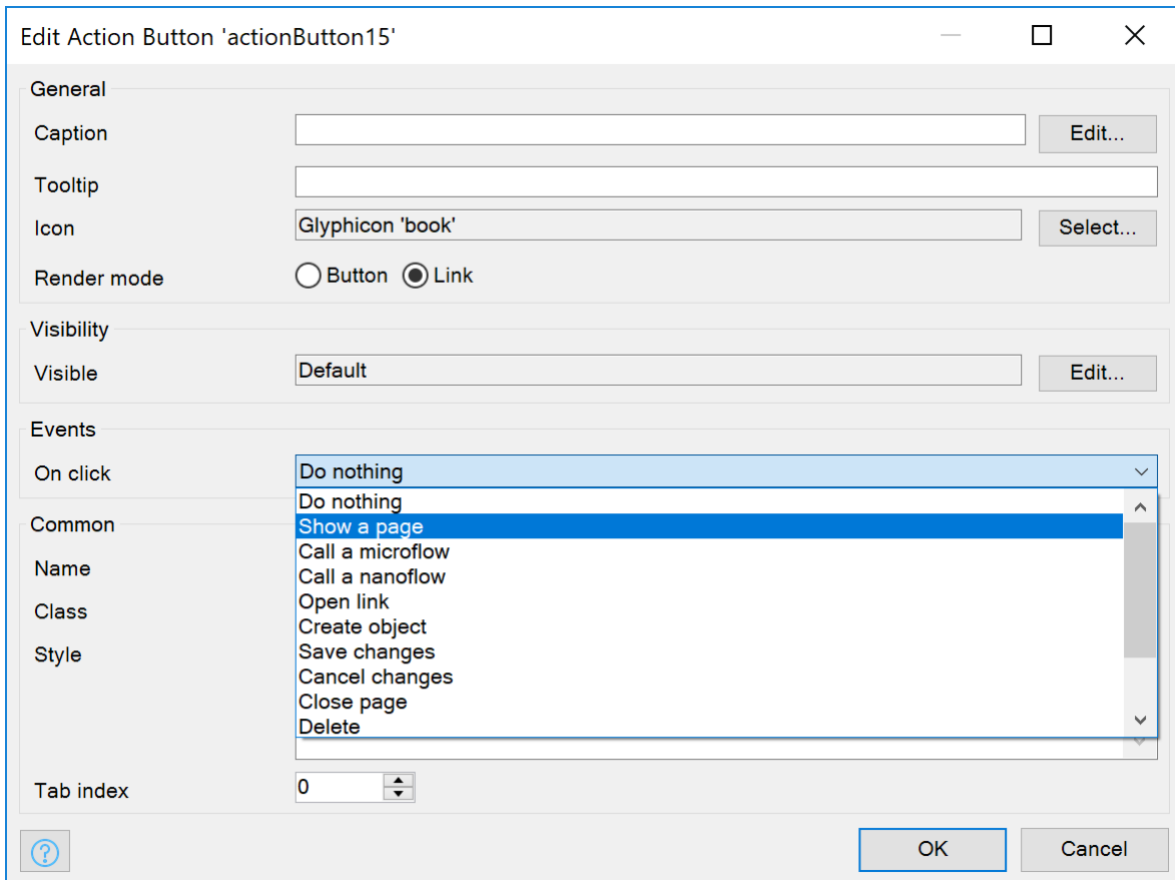 Edit Action Button 'actionButton15'
General
Caption
Edit...
Tooltip
Icon
Glyphicon 'book'
Select...
Render mode
Button
Link
Visibility
Visible
Default
Edit...
Events
On click
Do nothing
Do nothing
Show a page
Call a microflow
Call a nanoflow
Open link
Create object
Save changes
Cancel changes
Close page
Delete
Common
Name
Class
Style
Tab index
0
?
OK
Cancel